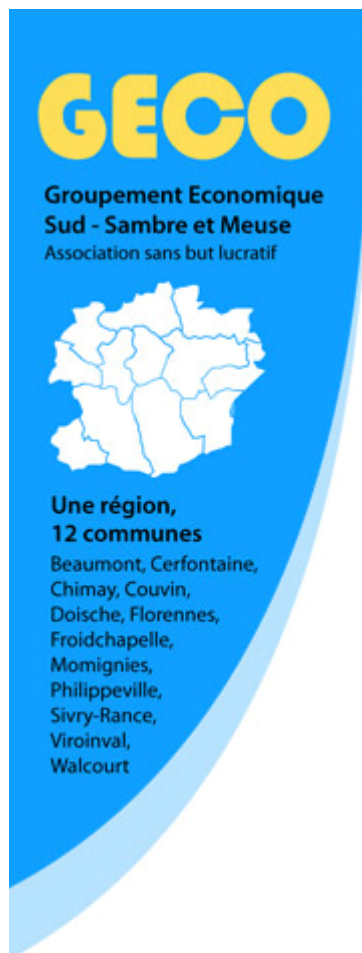 GECO
Groupement Economique
Sud - Sambre et Meuse
Association sans but lucratif
Une région,
12 communes
Beaumont, Cerfontaine,
Chimay, Couvin,
Doische, Florennes,
Froidchapelle,
Momignies,
Philippeville,
Sivry-Rance,
Viroinval,
Walcourt